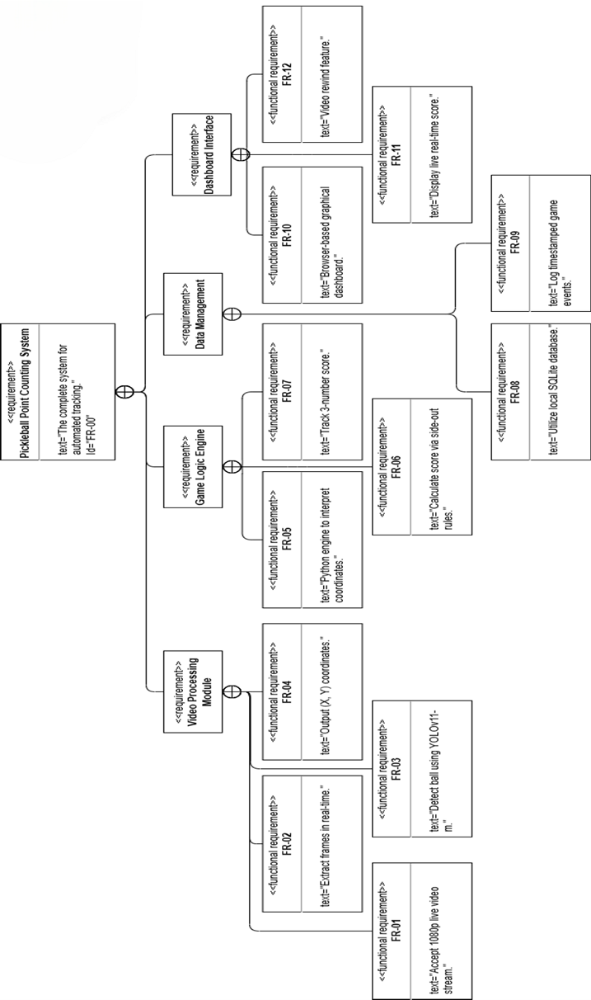 <<requirement>>
Pickleball Point Counting System
text="The complete system for
automated tracking."
Id="FR-00"
<<requirement>>
Video Processing
Module
<<requirement>>
Game Logic Engine
<<requirement>>
Data Management
<<requirement>>
Dashboard Interface
<<functional requirement>>
FR-02
text="Extract frames in real-time."
<<functional requirement>>
FR-04
text="Output (X, Y) coordinates."
<<functional requirement>>
FR-05
text="Python engine to interpret
coordinates."
<<functional requirement>>
FR-07
text="Track 3-number score."
<<functional requirement>>
FR-10
text="Browser-based graphical
dashboard."
<<functional requirement>>
FR-12
text="Video rewind feature."
<<functional requirement>>
FR-01
text="Accept 1080p live video
stream."
<<functional requirement>>
FR-03
text="Detect ball using YOLOv11-
m."
<<functional requirement>>
FR-06
text="Calculate score via side-out
rules."
<<functional requirement>>
FR-11
text="Display live real-time score."
<<functional requirement>>
FR-08
text="Utilize local SQLite database."
<<functional requirement>>
FR-09
text="Log timestamped game
events."